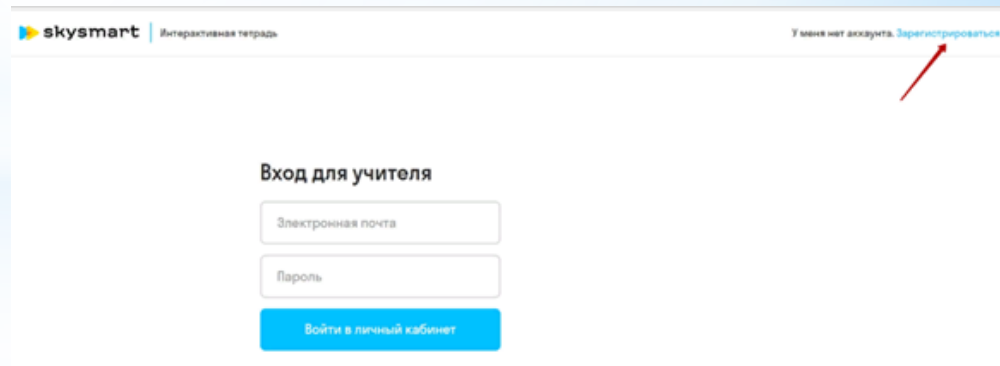 skysmart Интерактивная тетрадь
У меня нет аккаунта. Зарегистрироваться
Вход для учителя
Электронная почта
Пароль
Войти в личный кабинет